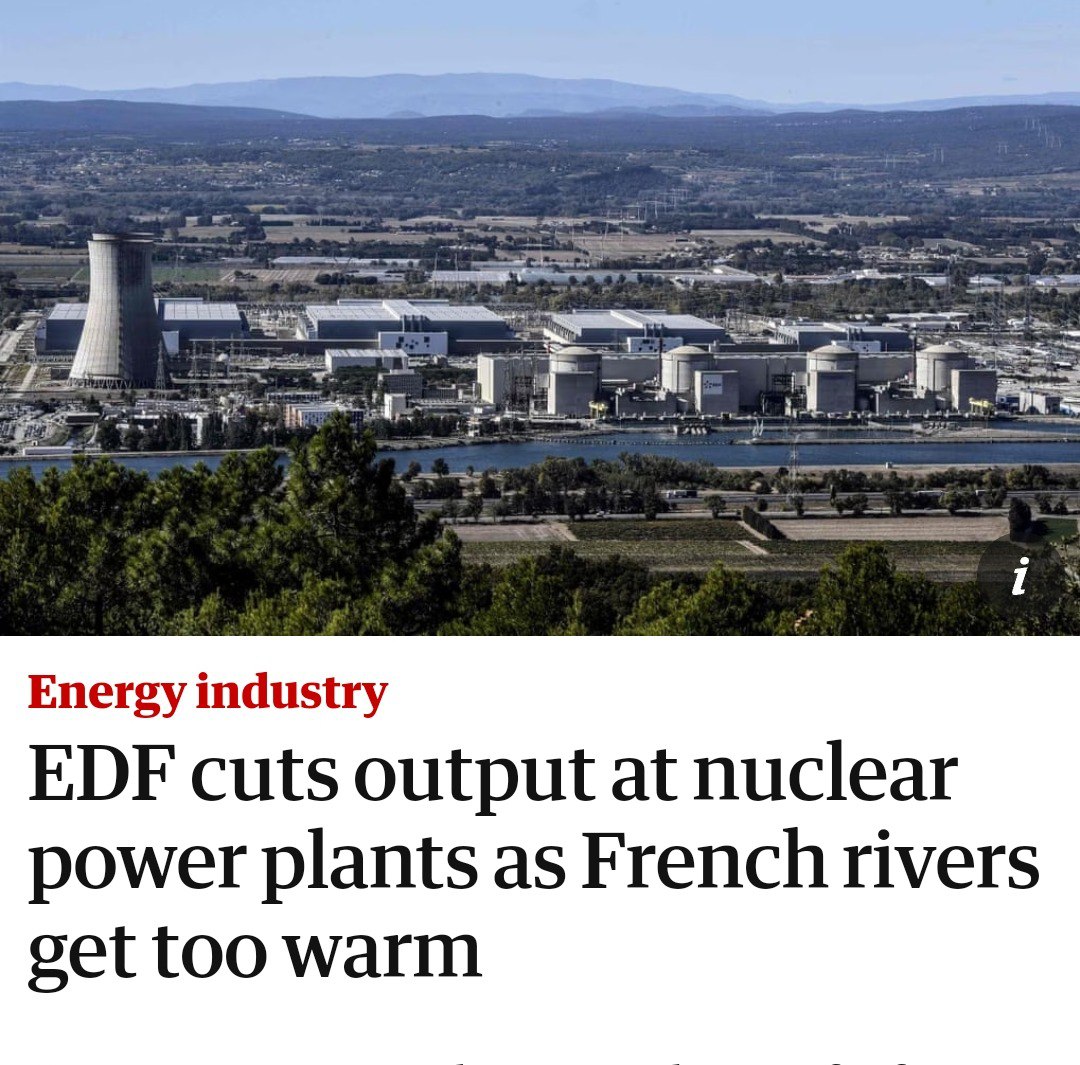 i
Energy industry
EDF cuts output at nuclear
power plants as French rivers
get too warm